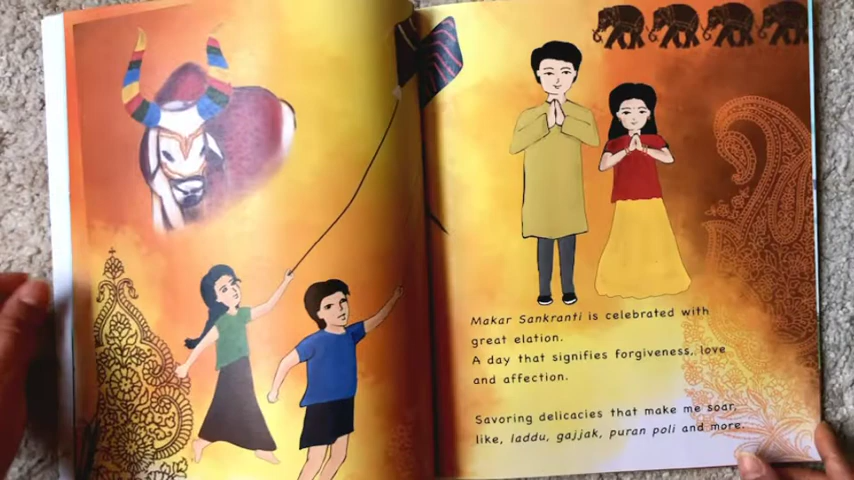 Makar Sankranti is celebrated with
great elation.
A day that signifies forgiveness, love
and affection.
Savoring delicacies that make me soar,
like, laddu, gajjak, puran poli and more.